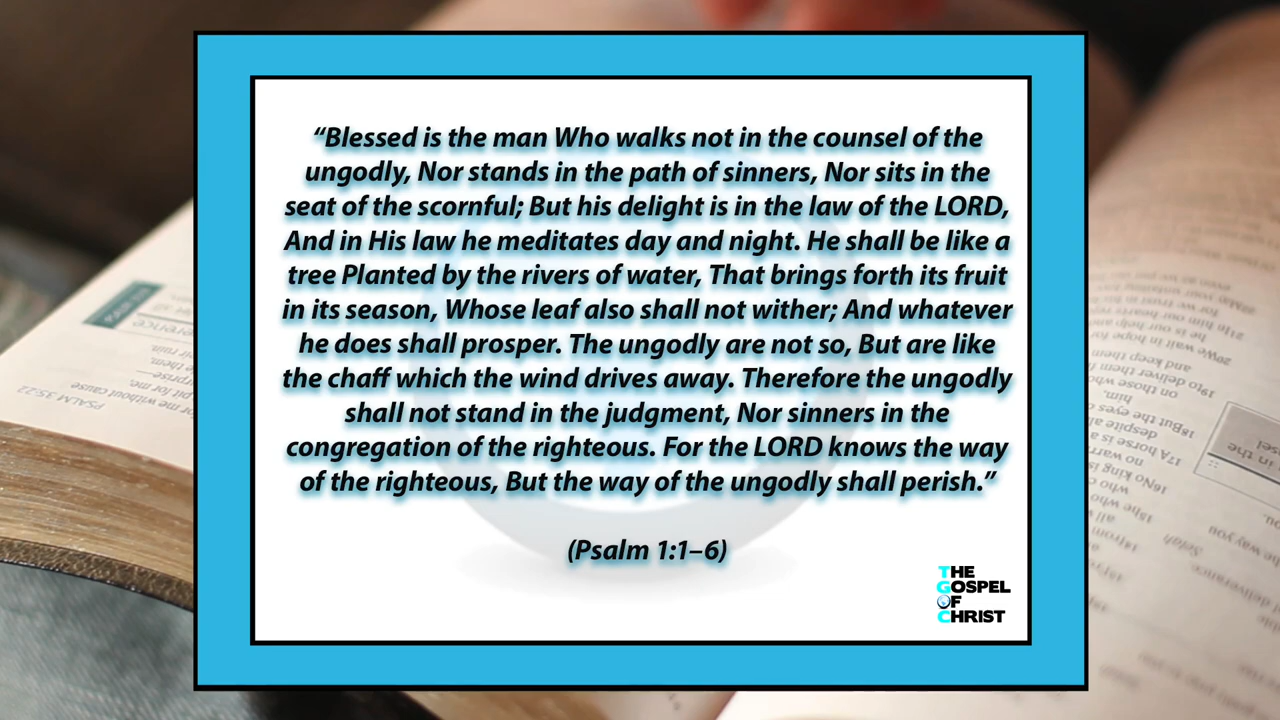 “Blessed is the man Who walks not in the counsel of the
ungodly, Nor stands in the path of sinners, Nor sits in the
seat of the scornful; But his delight is in the law of the LORD,
And in His law he meditates day and night. He shall be like a
tree Planted by the rivers of water, That brings forth its fruit
in its season, Whose leaf also shall not wither; And whatever
he does shall prosper. The ungodly are not so, But are like
the chaff which the wind drives away. Therefore the ungodly
shall not stand in the judgment, Nor sinners in the
congregation of the righteous. For the LORD knows the way
of the righteous, But the way of the ungodly shall perish.”
(Psalm 1:1–6)
THE
GOSPEL
OF
CHRIST
PSALM 35:22